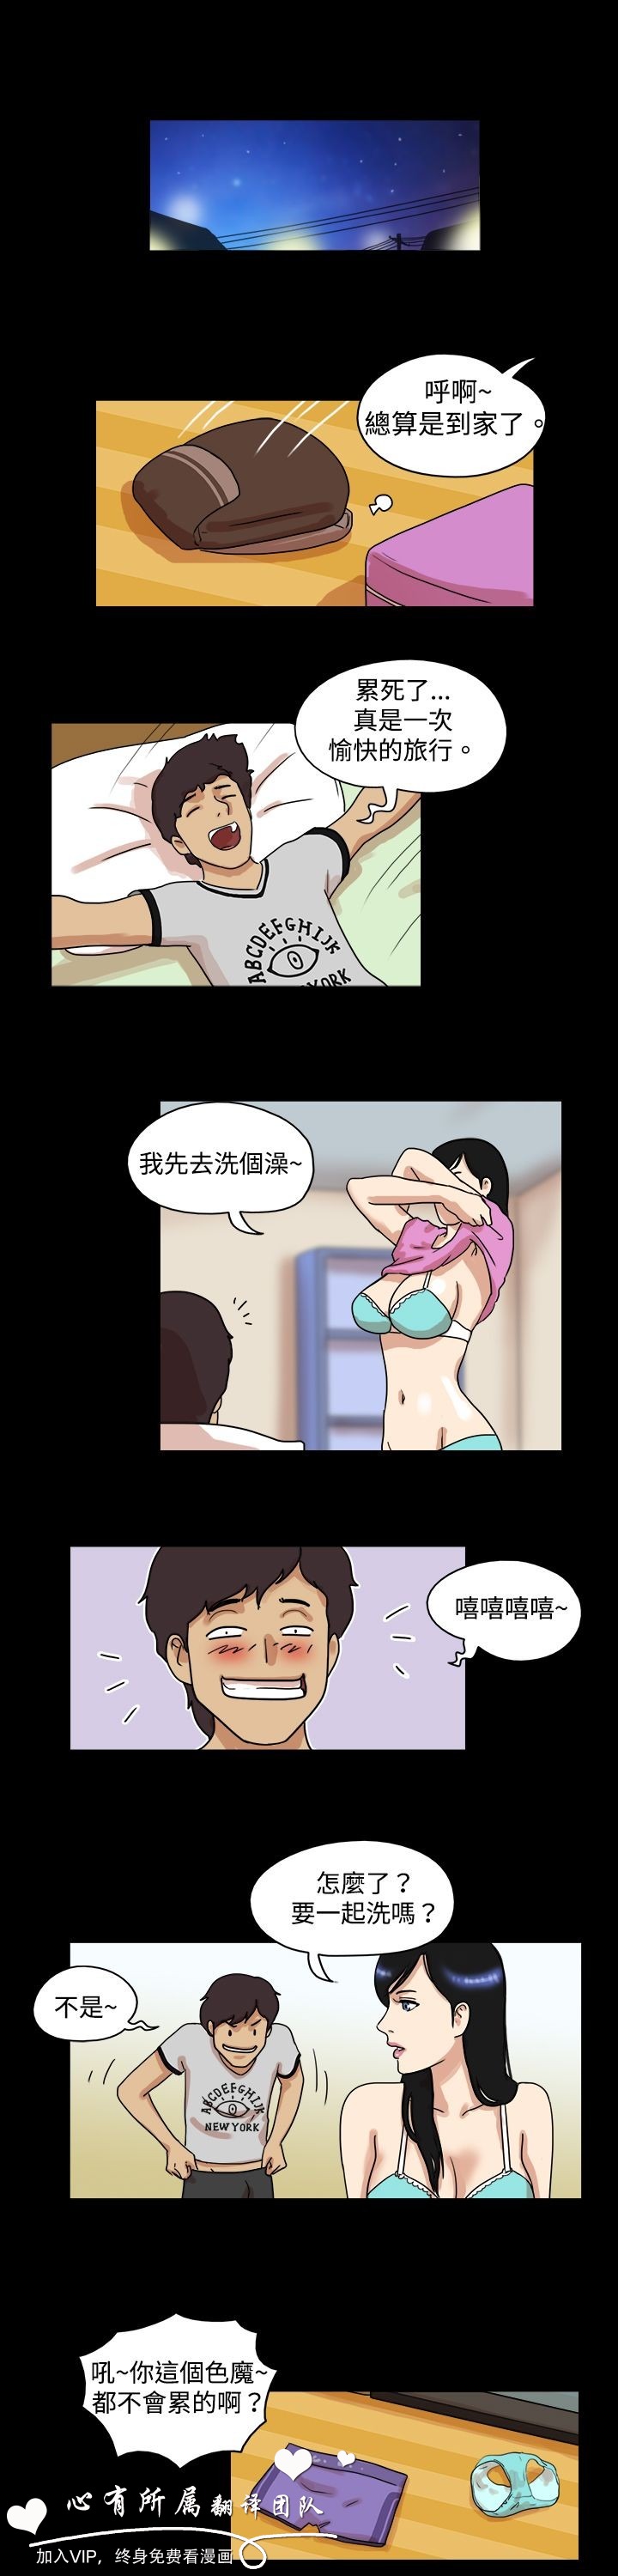 呼啊~
總算是到家了。
累死了...
真是一次
愉快的旅行。
ABCDEFGHIJK
我先去洗個澡~
嘻嘻嘻嘻~
怎麼了？
要一起洗嗎？
不是~
ABCDEFGHIJK
NEW YORK
吼~你這個色魔~
都不會累的啊？
心有所属翻译团队
加入VIP，终身免费看漫画